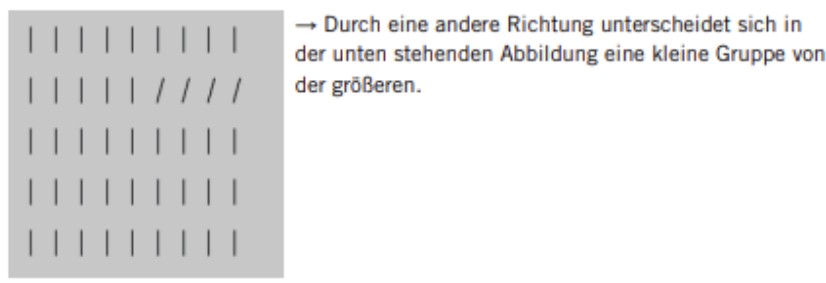 → Durch eine andere Richtung unterscheidet sich in
der unten stehenden Abbildung eine kleine Gruppe von
der größeren.